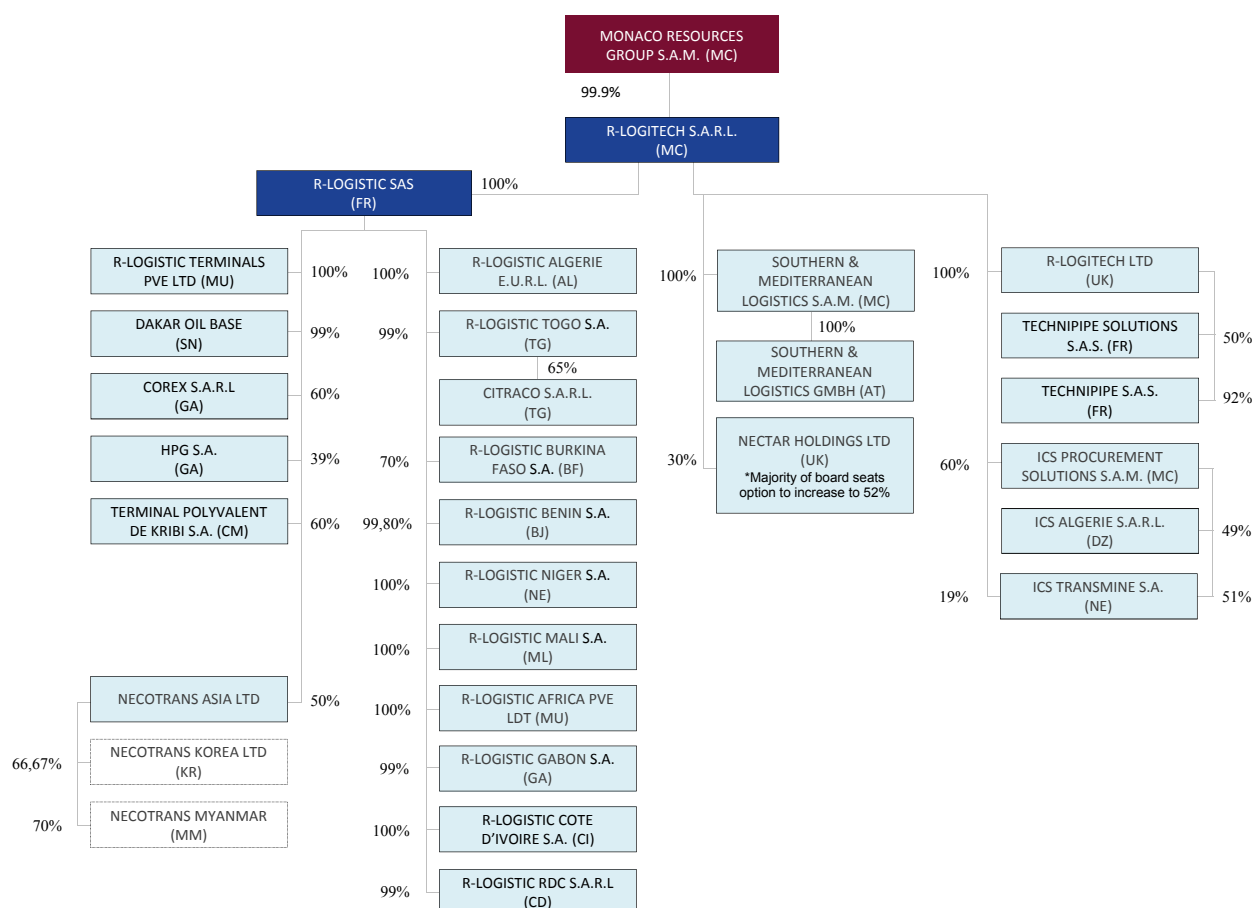 MONACO RESOURCES
GROUP S.A.M. (MC)
99.9%
R-LOGITECH S.A.R.L.
(MC)
R-LOGISTIC SAS
(FR)
100%
R-LOGISTIC TERMINALS
PVE LTD (MU)
100%
DAKAR OIL BASE
(SN)
99%
COREX S.A.R.L
(GA)
60%
HPG S.A.
(GA)
39%
TERMINAL POLYVALENT
DE KRIBI S.A. (CM)
60%
NECOTRANS ASIA LTD
50%
66,67%
NECOTRANS KOREA LTD
(KR)
70%
NECOTRANS MYANMAR
(MM)
100%
R-LOGISTIC ALGERIE
E.U.R.L. (AL)
99%
R-LOGISTIC TOGO S.A.
(TG)
65%
CITRACO S.A.R.L.
(TG)
70%
R-LOGISTIC BURKINA
FASO S.A. (BF)
99,80%
R-LOGISTIC BENIN S.A.
(BJ)
100%
R-LOGISTIC NIGER S.A.
(NE)
100%
R-LOGISTIC MALI S.A.
(ML)
100%
R-LOGISTIC AFRICA PVE
LDT (MU)
99%
R-LOGISTIC GABON S.A.
(GA)
100%
R-LOGISTIC COTE
D'IVOIRE S.A. (CI)
99%
R-LOGISTIC RDC S.A.R.L
(CD)
100%
SOUTHERN &
MEDITERRANEAN
LOGISTICS S.A.M. (MC)
100%
SOUTHERN &
MEDITERRANEAN
LOGISTICS GMBH (AT)
30%
NECTAR HOLDINGS LTD
(UK)
*Majority of board seats
option to increase to 52%
100%
R-LOGITECH LTD
(UK)
TECHNIPIPE SOLUTIONS
S.A.S. (FR)
50%
TECHNIPIPE S.A.S.
(FR)
92%
60%
ICS PROCUREMENT
SOLUTIONS S.A.M. (MC)
ICS ALGERIE S.A.R.L.
(DZ)
49%
19%
ICS TRANSMINE S.A.
(NE)
51%